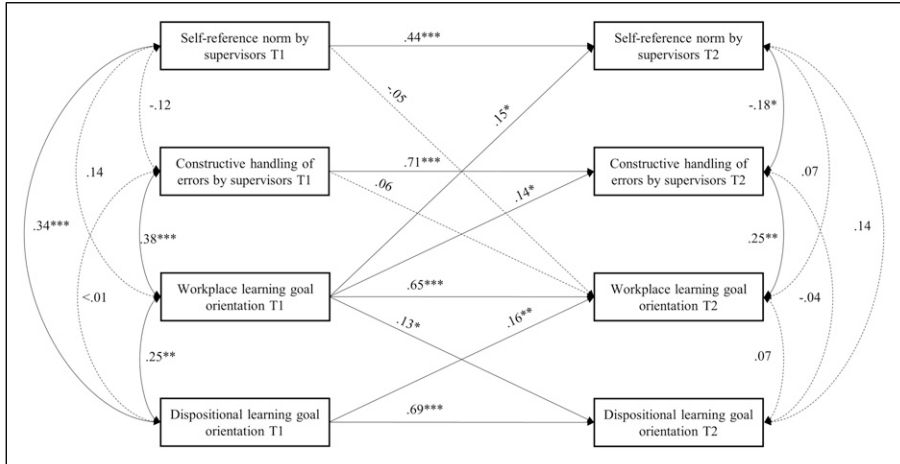 Self-reference norm by
supervisors T1
.44***
Self-reference norm by
supervisors T2
-.05
.15*
-.12
-.18*
Constructive handling of
errors by supervisors T1
.71***
Constructive handling of
errors by supervisors T2
.14
.06
.14*
.07
.34***
.38***
.25**
.14
<.01
Workplace learning goal
orientation T1
.65***
Workplace learning goal
orientation T2
-.04
.13*
.16**
.25**
.07
Dispositional learning goal
orientation T1
.69***
Dispositional learning goal
orientation T2